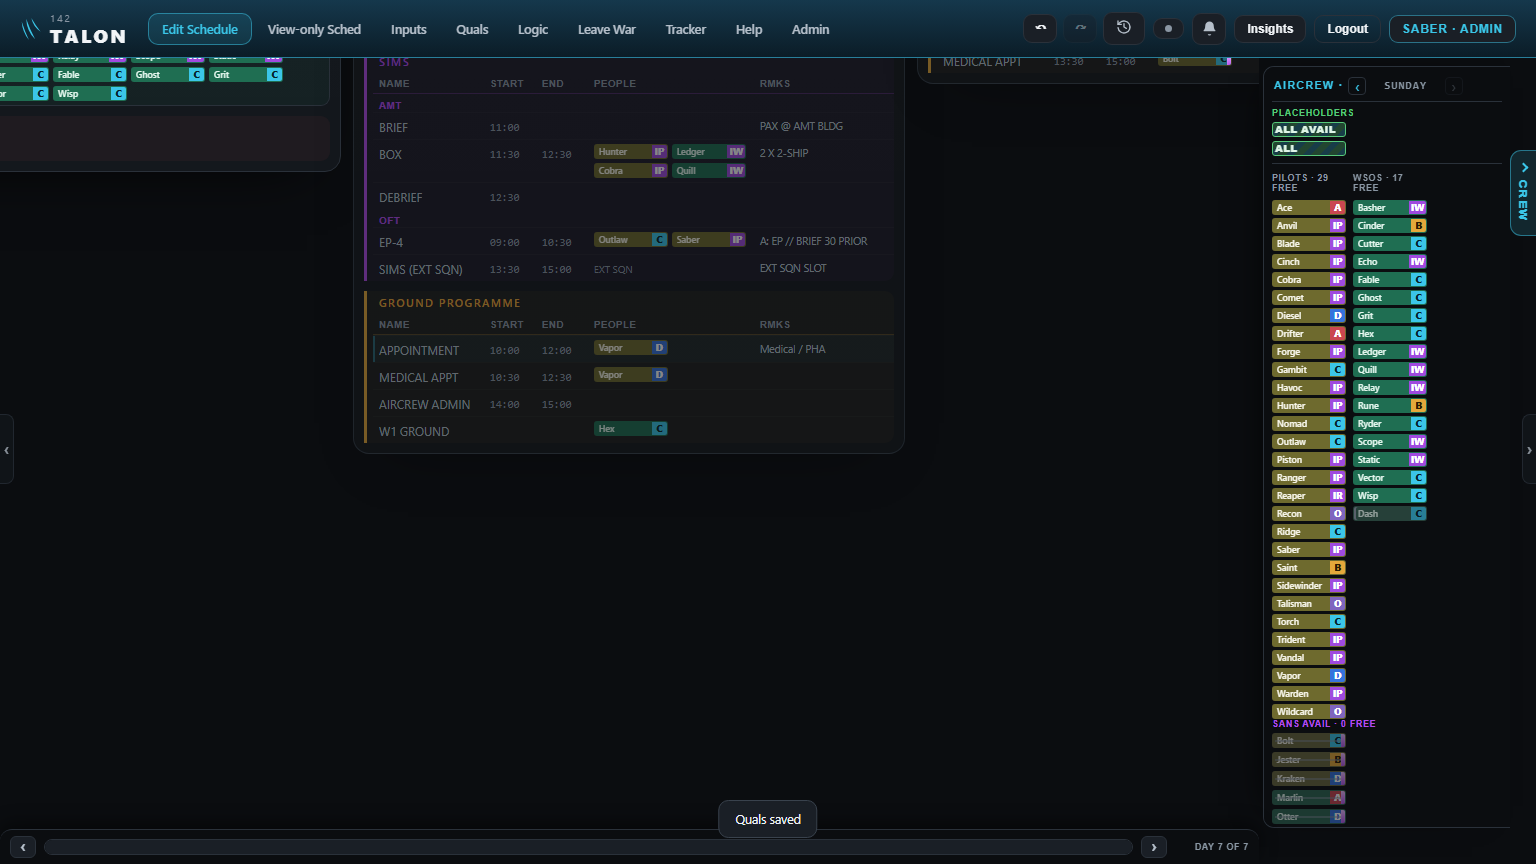 142
TALON
Edit Schedule
View-only Sched
Inputs
Quals
Logic
Leave War
Tracker
Help
Admin
Insights
Logout
SABER · ADMIN
C Fable C Ghost C Grit C
C Wisp C
SIMS
NAME START END PEOPLE RMKS
AMT
BRIEF 11:00 PAX @ AMT BLDG
BOX 11:30 12:30 Hunter IP Ledger IW 2 X 2-SHIP
Cobra IP Quill IW
DEBRIEF 12:30
OFT
EP-4 09:00 10:30 Outlaw C Saber IP A: EP // BRIEF 30 PRIOR
SIMS (EXT SQN) 13:30 15:00 EXT SQN EXT SQN SLOT
GROUND PROGRAMME
NAME START END PEOPLE RMKS
APPOINTMENT 10:00 12:00 Vapor D Medical / PHA
MEDICAL APPT 10:30 12:30 Vapor D
AIRCREW ADMIN 14:00 15:00
W1 GROUND Hex C
MEDICAL APPT 13:30 15:00 Bolt C
AIRCREW · ‹ SUNDAY ›
PLACEHOLDERS
ALL AVAIL
ALL
PILOTS · 29 FREE
Ace A
Anvil IP
Blade IP
Cinch IP
Cobra IP
Comet IP
Diesel D
Drifter A
Forge IP
Gambit C
Havoc IP
Hunter IP
Nomad C
Outlaw C
Piston IP
Ranger IP
Reaper IR
Recon O
Ridge C
Saber IP
Saint B
Sidewinder IP
Talisman O
Torch C
Trident IP
Vandal IP
Vapor D
Warden IP
Wildcard O
WSOS · 17 FREE
Basher IW
Cinder B
Cutter C
Echo IW
Fable C
Ghost C
Grit C
Hex C
Ledger IW
Quill IW
Relay IW
Rune B
Ryder C
Scope IW
Static IW
Vector C
Wisp C
Dash C
SANS AVAIL · 0 FREE
Bolt C
Jester B
Kraken D
Marlin A
Otter D
CREW
Quals saved
DAY 7 OF 7